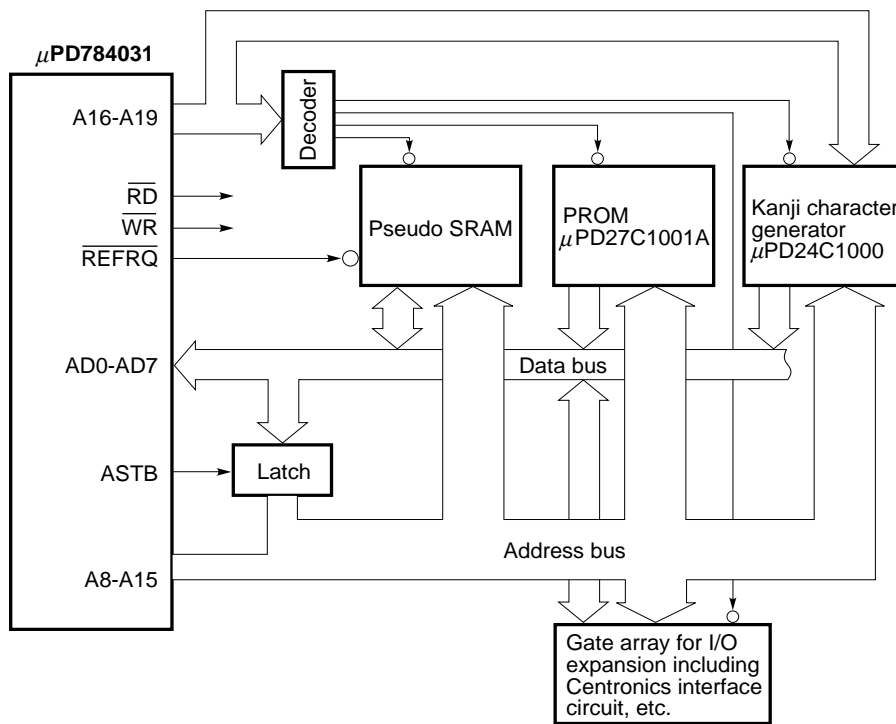 μPD784031
A16-A19
Decoder
RD
WR
REFRQ
Pseudo SRAM
PROM
μPD27C1001A
Kanji character
generator
μPD24C1000
AD0-AD7
Data bus
ASTB
Latch
Address bus
A8-A15
Gate array for I/O
expansion including
Centronics interface
circuit, etc.